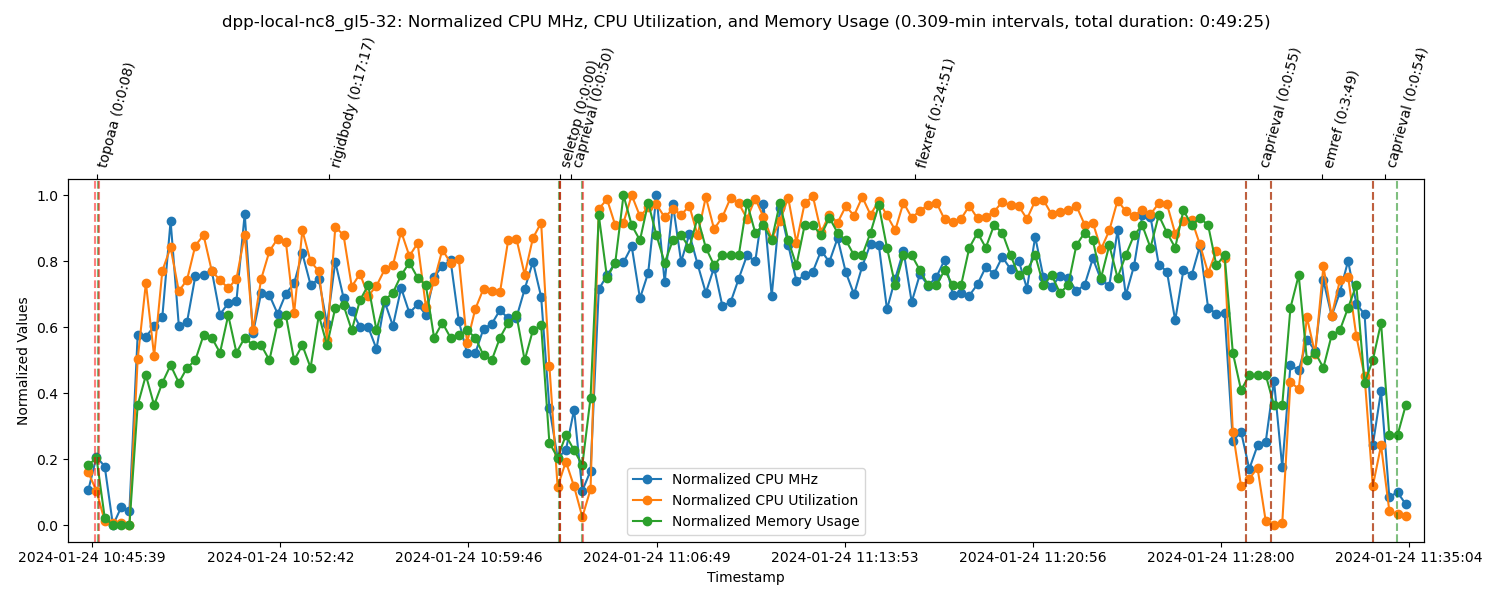 dpp-local-nc8_gl5-32: Normalized CPU MHz, CPU Utilization, and Memory Usage (0.309-min intervals, total duration: 0:49:25)
topoaa (0:0:08)
rigidbody (0:17:17)
seletop (0:0:00)
caprieval (0:0:50)
flexref (0:24:51)
caprieval (0:0:55)
emref (0:3:49)
caprieval (0:0:54)
Normalized Values
1.0
0.8
0.6
0.4
0.2
0.0
Normalized CPU MHz
Normalized CPU Utilization
Normalized Memory Usage
2024-01-24 10:45:39
2024-01-24 10:52:42
2024-01-24 10:59:46
2024-01-24 11:06:49
2024-01-24 11:13:53
2024-01-24 11:20:56
2024-01-24 11:28:00
2024-01-24 11:35:04
Timestamp